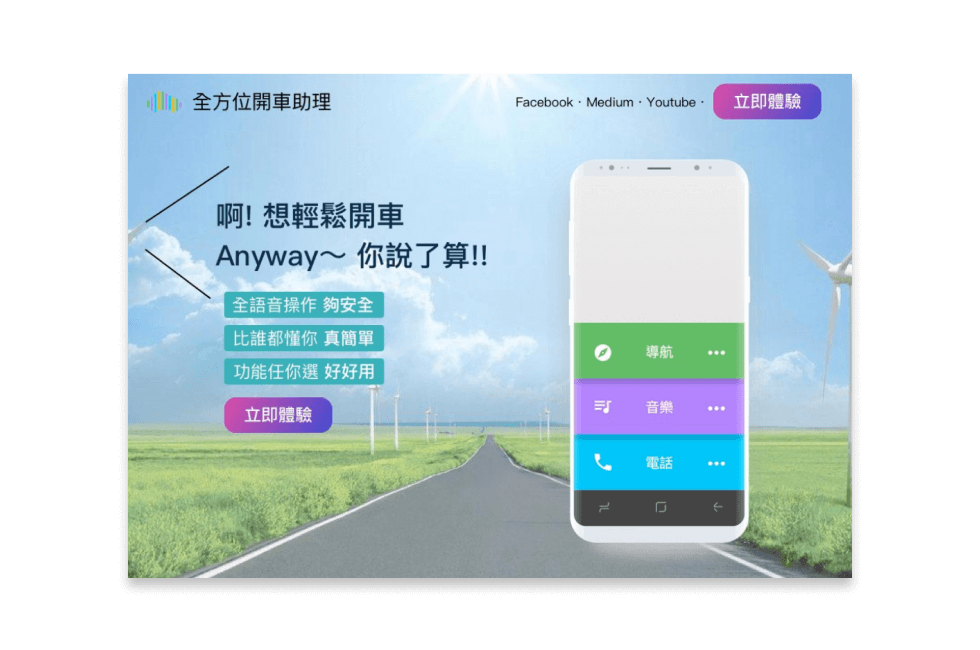 全方位開車助理
Facebook · Medium · Youtube ·
立即體驗
啊! 想輕鬆開車
Anyway～ 你說了算!!
全語音操作 夠安全
比誰都懂你 真簡單
功能任你選 好好用
立即體驗
導航
音樂
電話